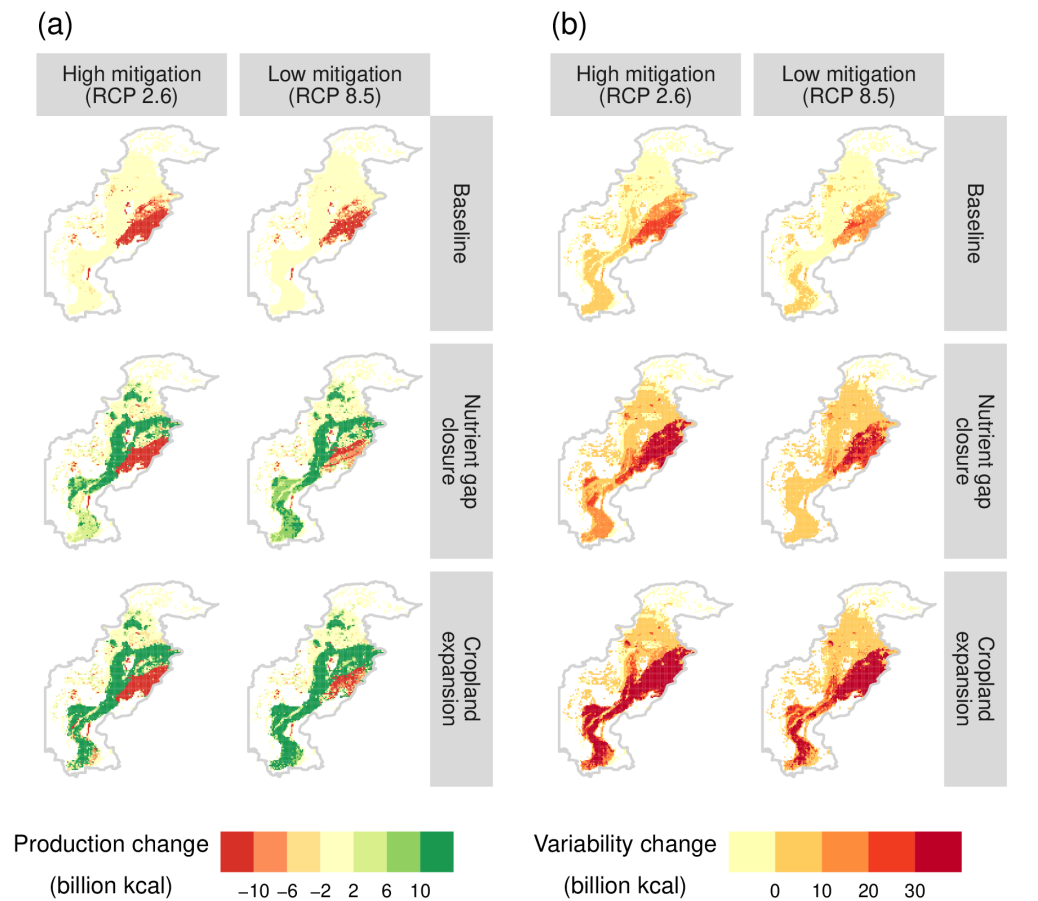 (a)
High mitigation
(RCP 2.6)
Low mitigation
(RCP 8.5)
Baseline
Nutrient gap
closure
Cropland
expansion
Production change
(billion kcal)
−10 −6 −2 2 6 10
(b)
High mitigation
(RCP 2.6)
Low mitigation
(RCP 8.5)
Baseline
Nutrient gap
closure
Cropland
expansion
Variability change
(billion kcal)
0 10 20 30